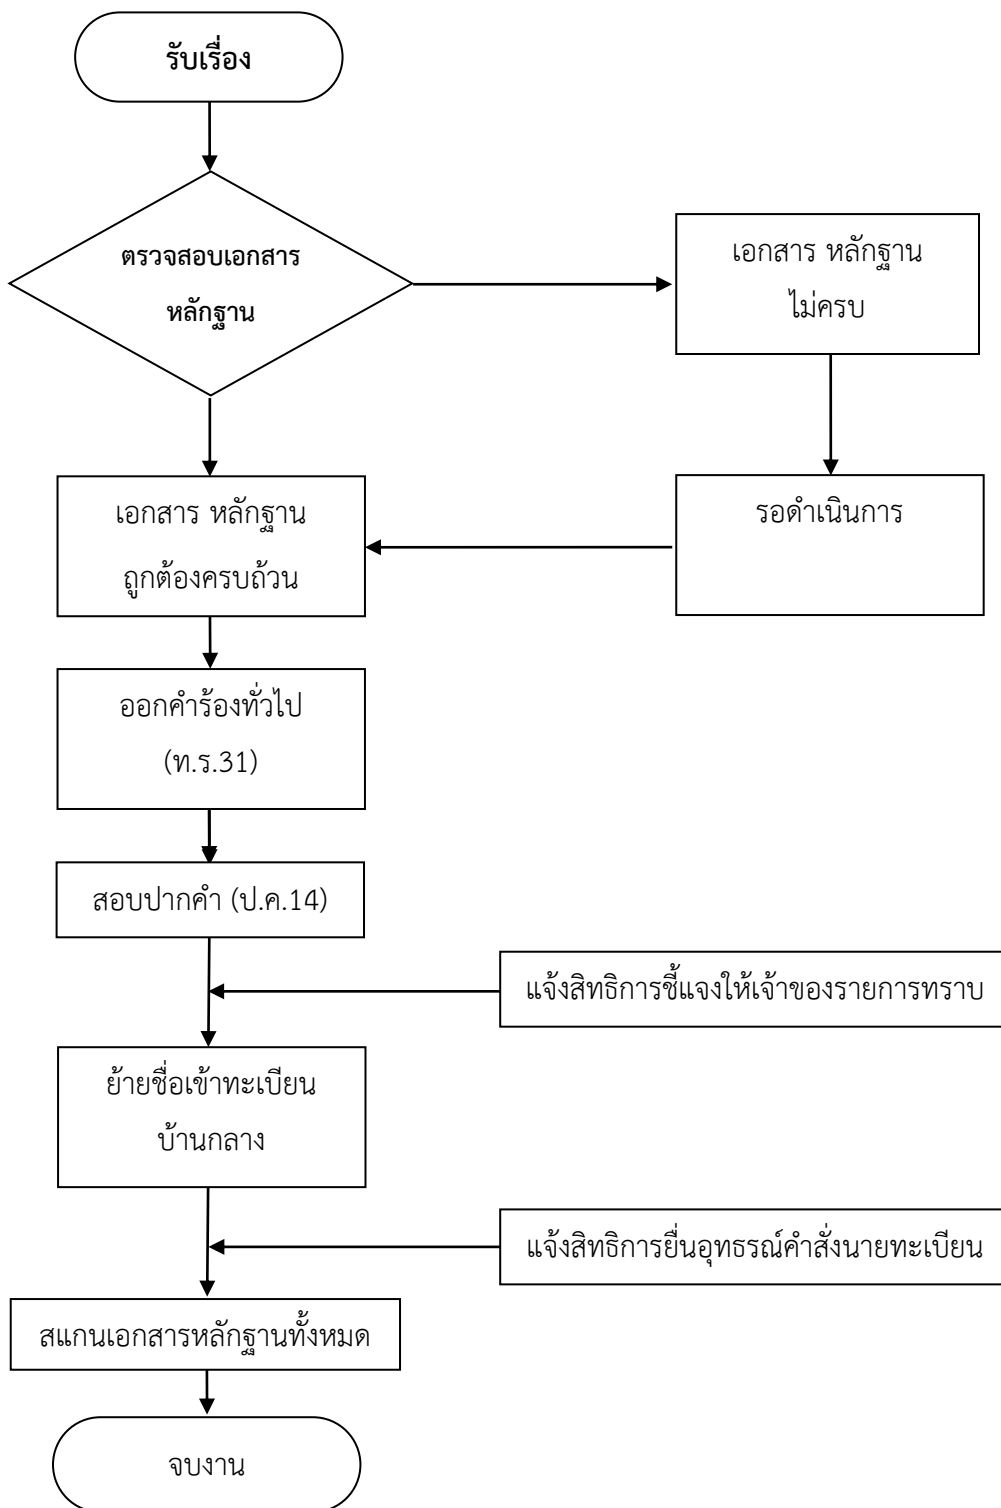 รับเรื่อง
ตรวจสอบเอกสาร
หลักฐาน
เอกสาร หลักฐาน
ไม่ครบ
เอกสาร หลักฐาน
ถูกต้องครบถ้วน
รอดำเนินการ
ออกคำร้องทั่วไป
(ท.ร.31)
สอบปากคำ (ป.ค.14)
แจ้งสิทธิการชี้แจงให้เจ้าของรายการทราบ
ย้ายชื่อเข้าทะเบียน
บ้านกลาง
แจ้งสิทธิการยื่นอุทธรณ์คำสั่งนายทะเบียน
สแกนเอกสารหลักฐานทั้งหมด
จบงาน